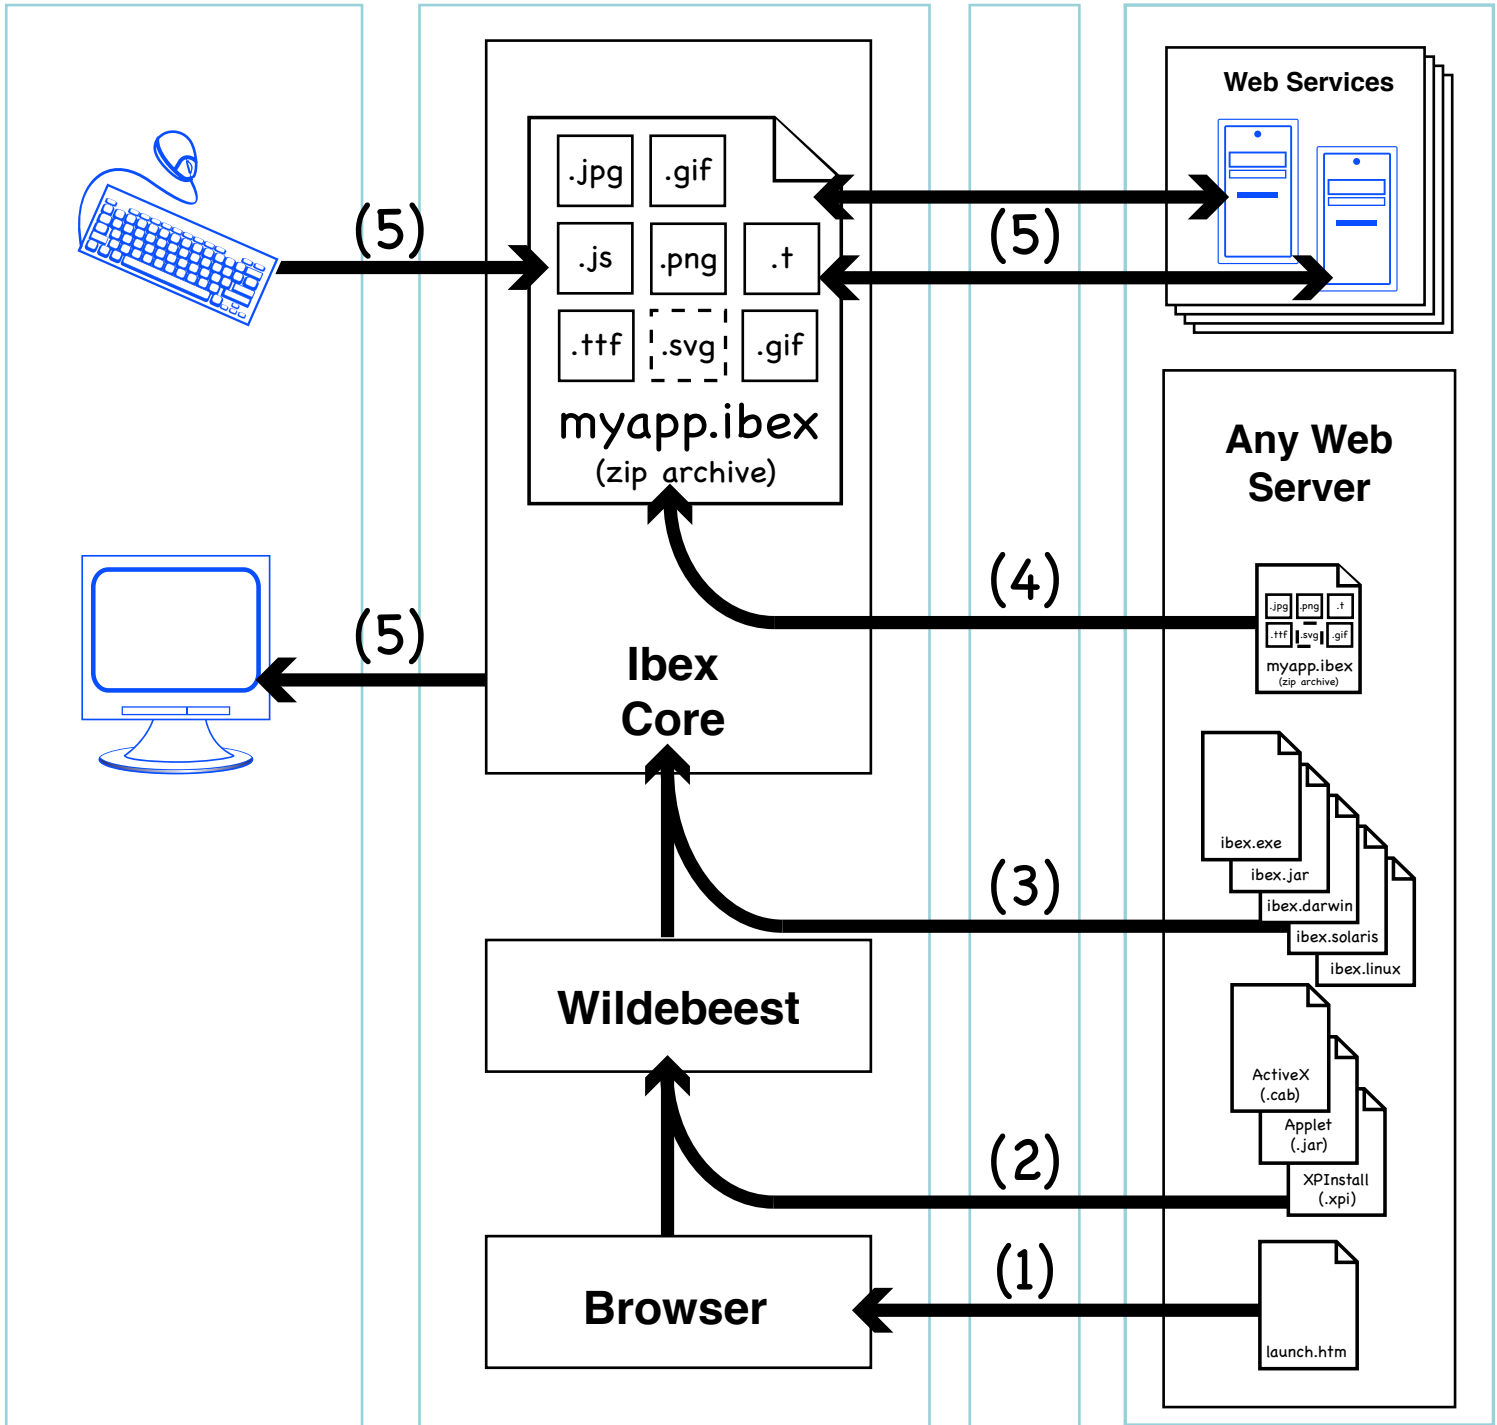 Web Services
.jpg
.gif
(5)
(5)
.js
.png
.t
.ttf
.svg
.gif
myapp.ibex
(zip archive)
Any Web
Server
(4)
.jpg
.png
.t
.ttf
.svg
.gif
myapp.ibex
(zip archive)
(5)
Ibex
Core
ibex.exe
ibex.jar
(3)
ibex.darwin
ibex.solaris
ibex.linux
Wildebeest
ActiveX
(.cab)
Applet
(.jar)
(2)
XPInstall
(.xpi)
(1)
Browser
launch.htm